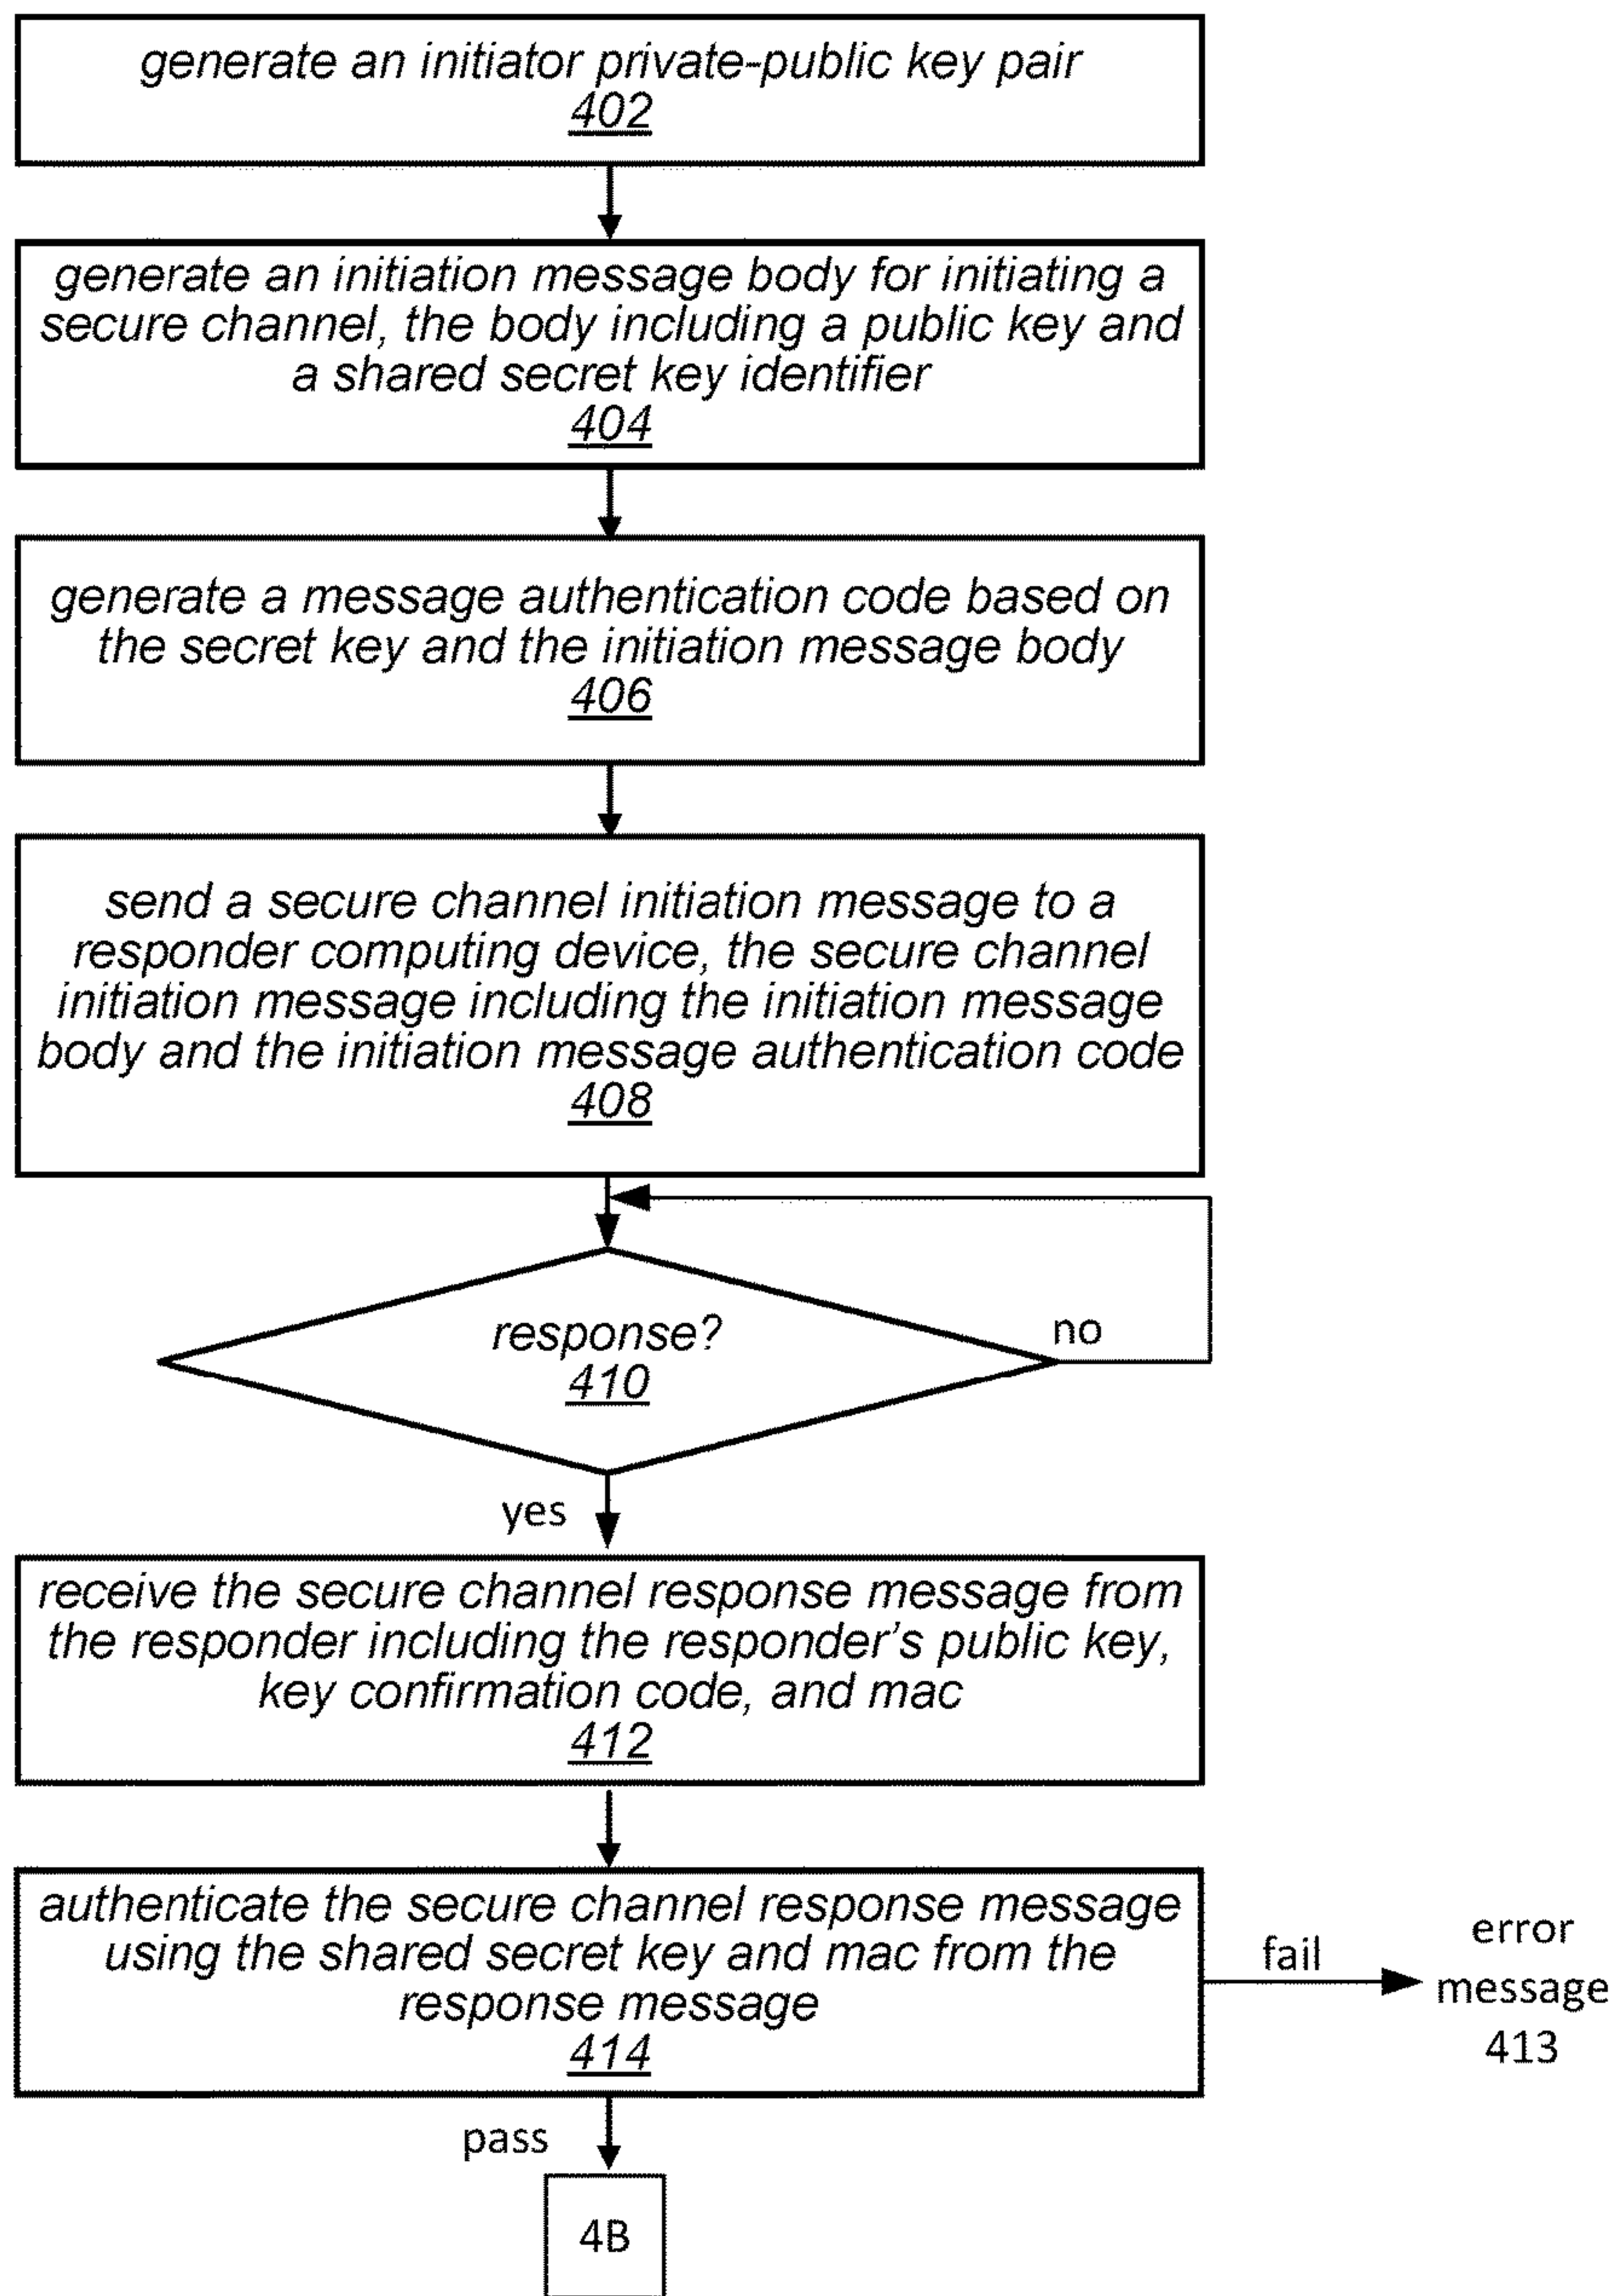 generate an initiator private-public key pair
402
generate an initiation message body for initiating a
secure channel, the body including a public key and
a shared secret key identifier
404
generate a message authentication code based on
the secret key and the initiation message body
406
send a secure channel initiation message to a
responder computing device, the secure channel
initiation message including the initiation message
body and the initiation message authentication code
408
response?
410
no
yes
receive the secure channel response message from
the responder including the responder’s public key,
key confirmation code, and mac
412
authenticate the secure channel response message
using the shared secret key and mac from the
response message
414
fail
error
message
413
pass
4B